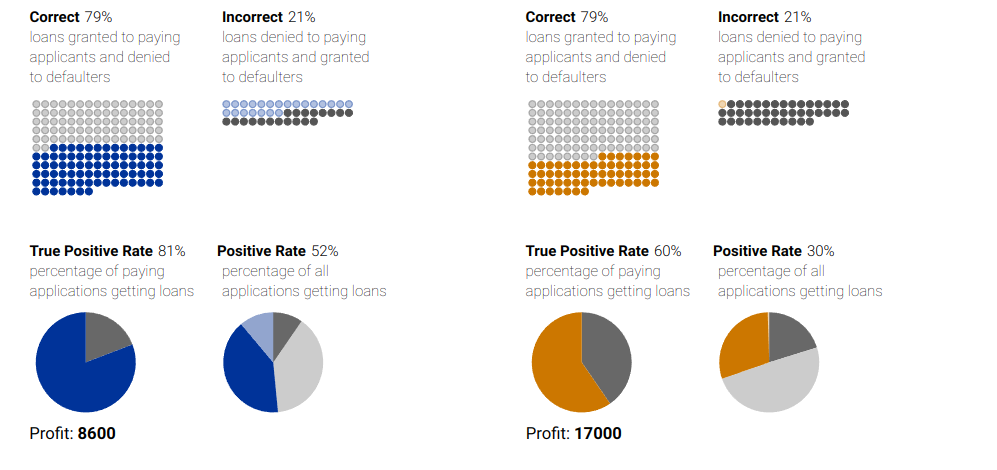 Correct 79%
loans granted to paying
applicants and denied
to defaulters
Incorrect 21%
loans denied to paying
applicants and granted
to defaulters
True Positive Rate 81%
percentage of paying
applications getting loans
Positive Rate 52%
percentage of all
applications getting loans
Profit: 8600
Correct 79%
loans granted to paying
applicants and denied
to defaulters
Incorrect 21%
loans denied to paying
applicants and granted
to defaulters
True Positive Rate 60%
percentage of paying
applications getting loans
Positive Rate 30%
percentage of all
applications getting loans
Profit: 17000